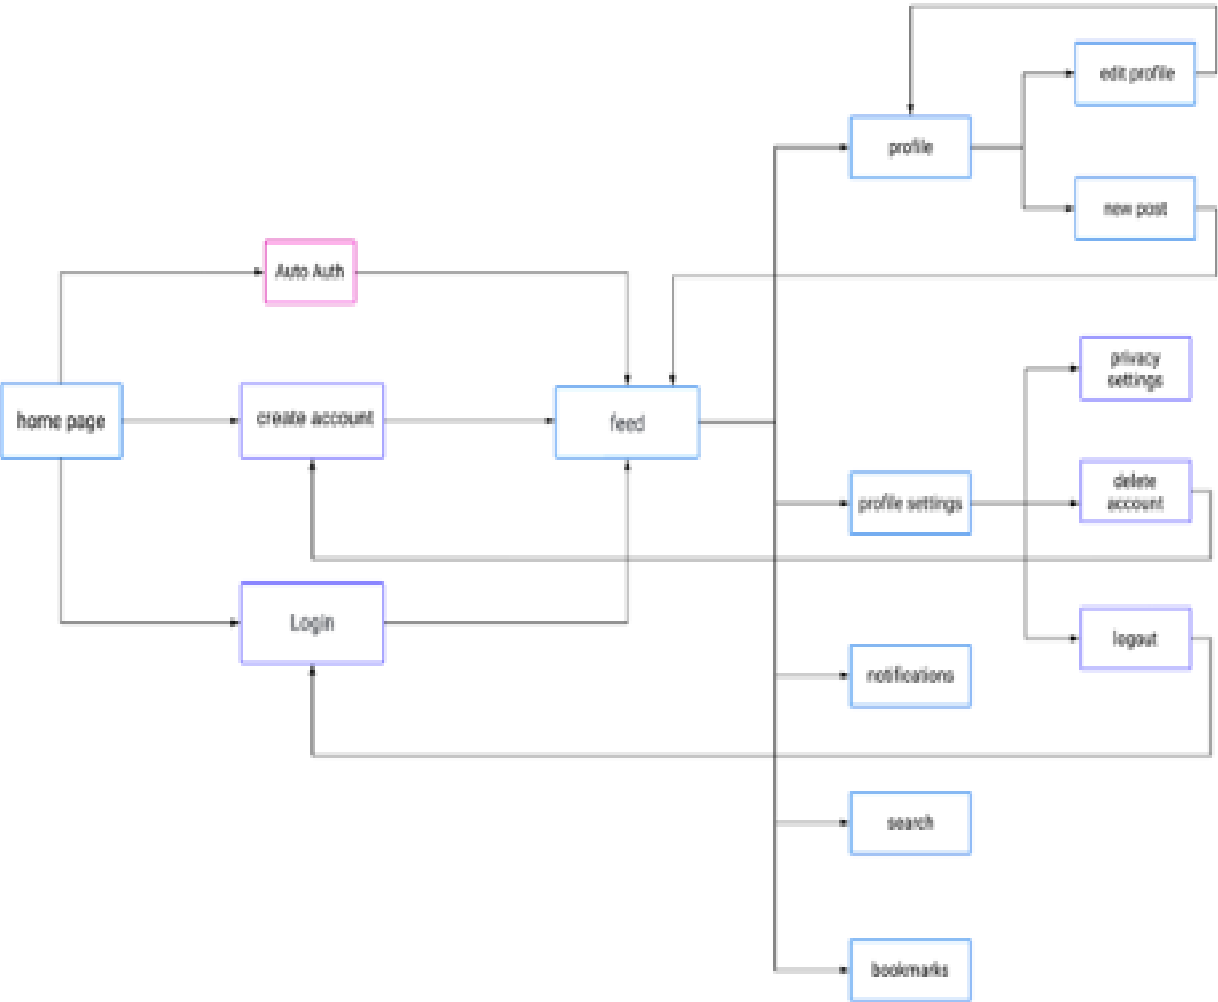 edit profile
profile
new post
Auto Auth
privacy
settings
home page
create account
feed
delete
account
profile settings
Login
logout
notifications
search
bookmarks